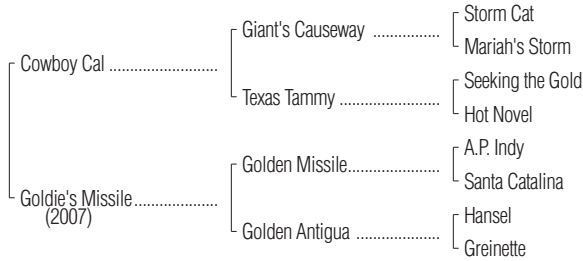 Storm Cat
Giant's Causeway ................
Mariah's Storm
Cowboy Cal ..........................
Seeking the Gold
Texas Tammy ........................
Hot Novel
A.P. Indy
Golden Missile......................
Santa Catalina
Goldie's Missile....................
(2007)
Hansel
Golden Antigua ....................
Greinette